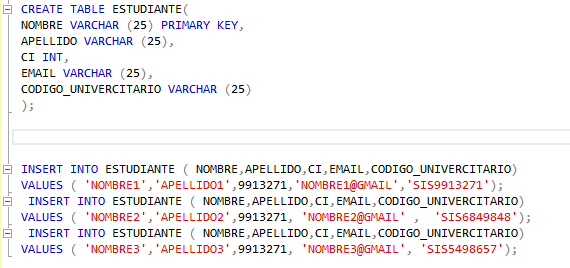 CREATE TABLE ESTUDIANTE(
NOMBRE VARCHAR (25) PRIMARY KEY,
APELLIDO VARCHAR (25),
CI INT,
EMAIL VARCHAR (25),
CODIGO_UNIVERCITARIO VARCHAR (25)
);
INSERT INTO ESTUDIANTE ( NOMBRE,APELLIDO,CI,EMAIL,CODIGO_UNIVERCITARIO)
VALUES ( 'NOMBRE1','APELLIDO1',9913271,'NOMBRE1@GMAIL','SIS9913271');
INSERT INTO ESTUDIANTE ( NOMBRE,APELLIDO,CI,EMAIL,CODIGO_UNIVERCITARIO)
VALUES ( 'NOMBRE2','APELLIDO2',9913271, 'NOMBRE2@GMAIL' , 'SIS6849848');
INSERT INTO ESTUDIANTE ( NOMBRE,APELLIDO,CI,EMAIL,CODIGO_UNIVERCITARIO)
VALUES ( 'NOMBRE3','APELLIDO3',9913271, 'NOMBRE3@GMAIL', 'SIS5498657');